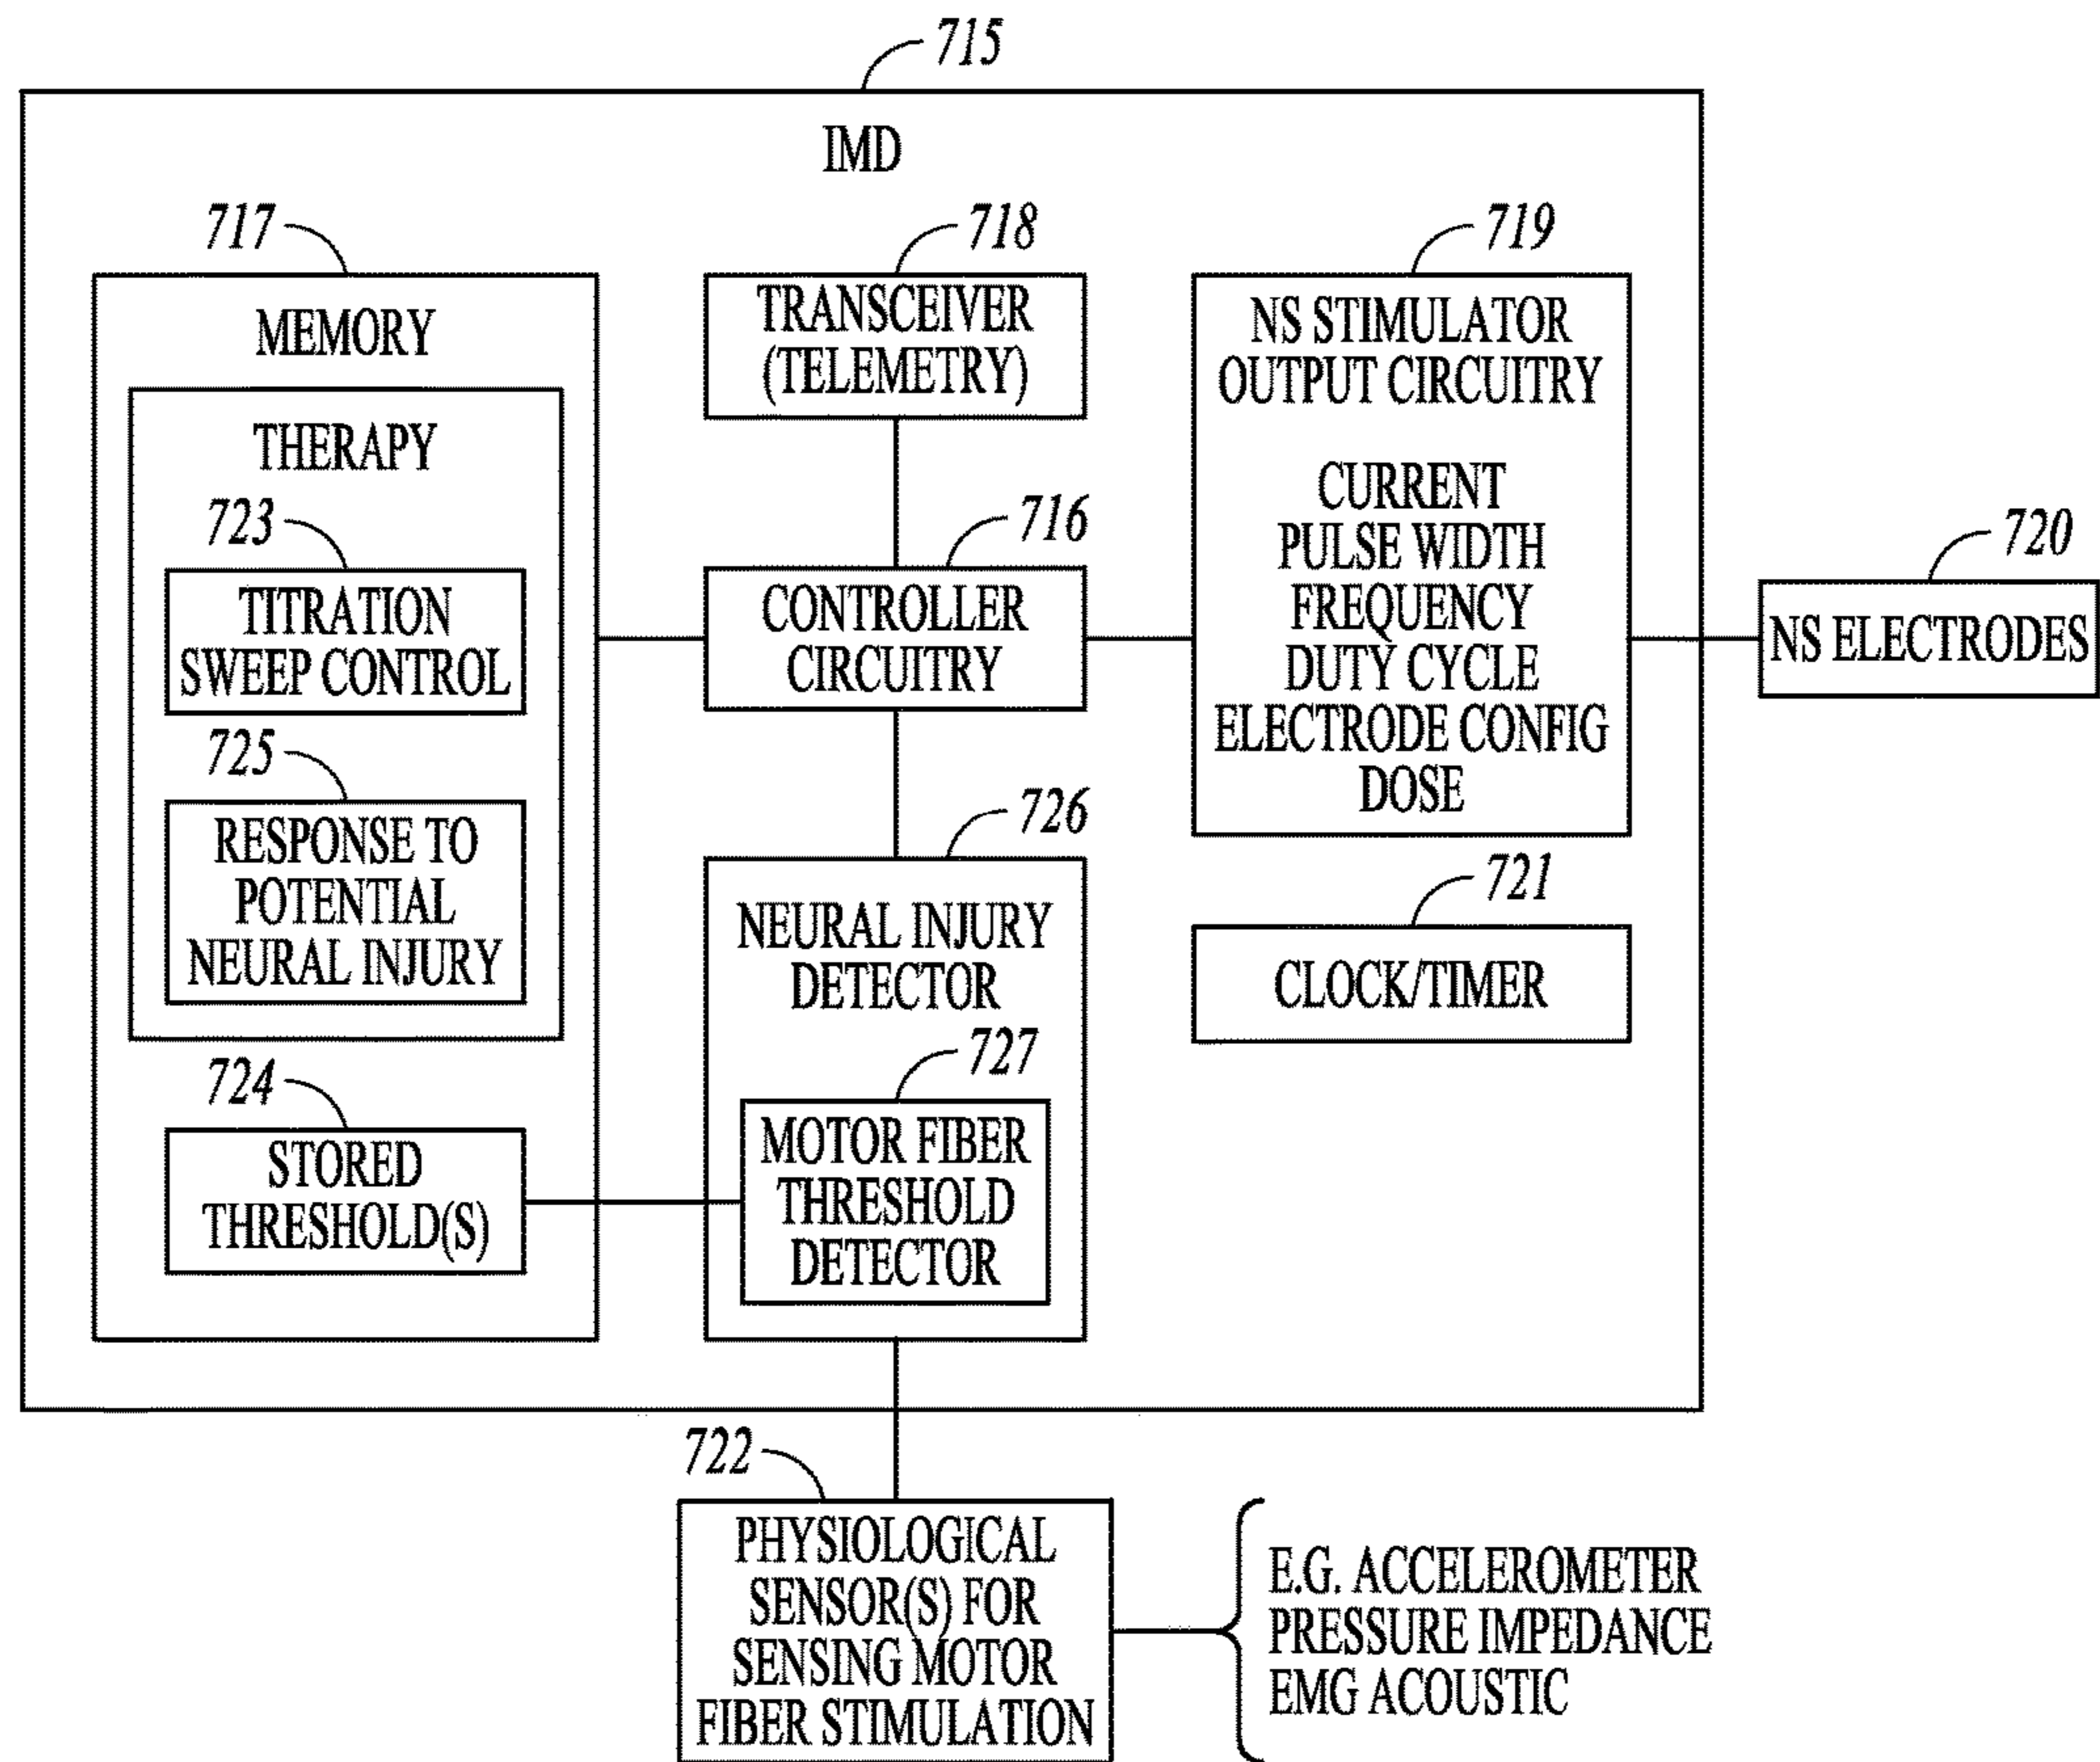 715
IMD
717
MEMORY
THERAPY
723
TITRATION
SWEEP CONTROL
725
RESPONSE TO
POTENTIAL
NEURAL INJURY
724
STORED
THRESHOLD(S)
718
TRANSCEIVER
(TELEMETRY)
716
CONTROLLER
CIRCUITRY
726
NEURAL INJURY
DETECTOR
727
MOTOR FIBER
THRESHOLD
DETECTOR
719
NS STIMULATOR
OUTPUT CIRCUITRY
CURRENT
PULSE WIDTH
FREQUENCY
DUTY CYCLE
ELECTRODE CONFIG
DOSE
721
CLOCK/TIMER
720
NS ELECTRODES
722
PHYSIOLOGICAL
SENSOR(S) FOR
SENSING MOTOR
FIBER STIMULATION
E.G. ACCELEROMETER
PRESSURE IMPEDANCE
EMG ACOUSTIC